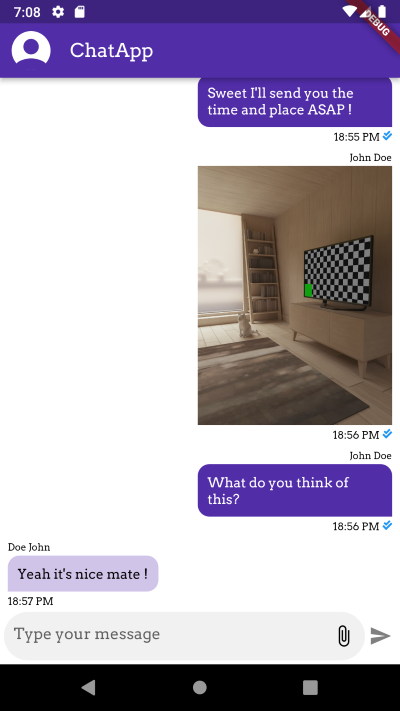 7:08
DEBUG
ChatApp
Sweet I'll send you the
time and place ASAP !
18:55 PM
John Doe
18:56 PM
John Doe
What do you think of
this?
18:56 PM
Doe John
Yeah it's nice mate !
18:57 PM
Type your message